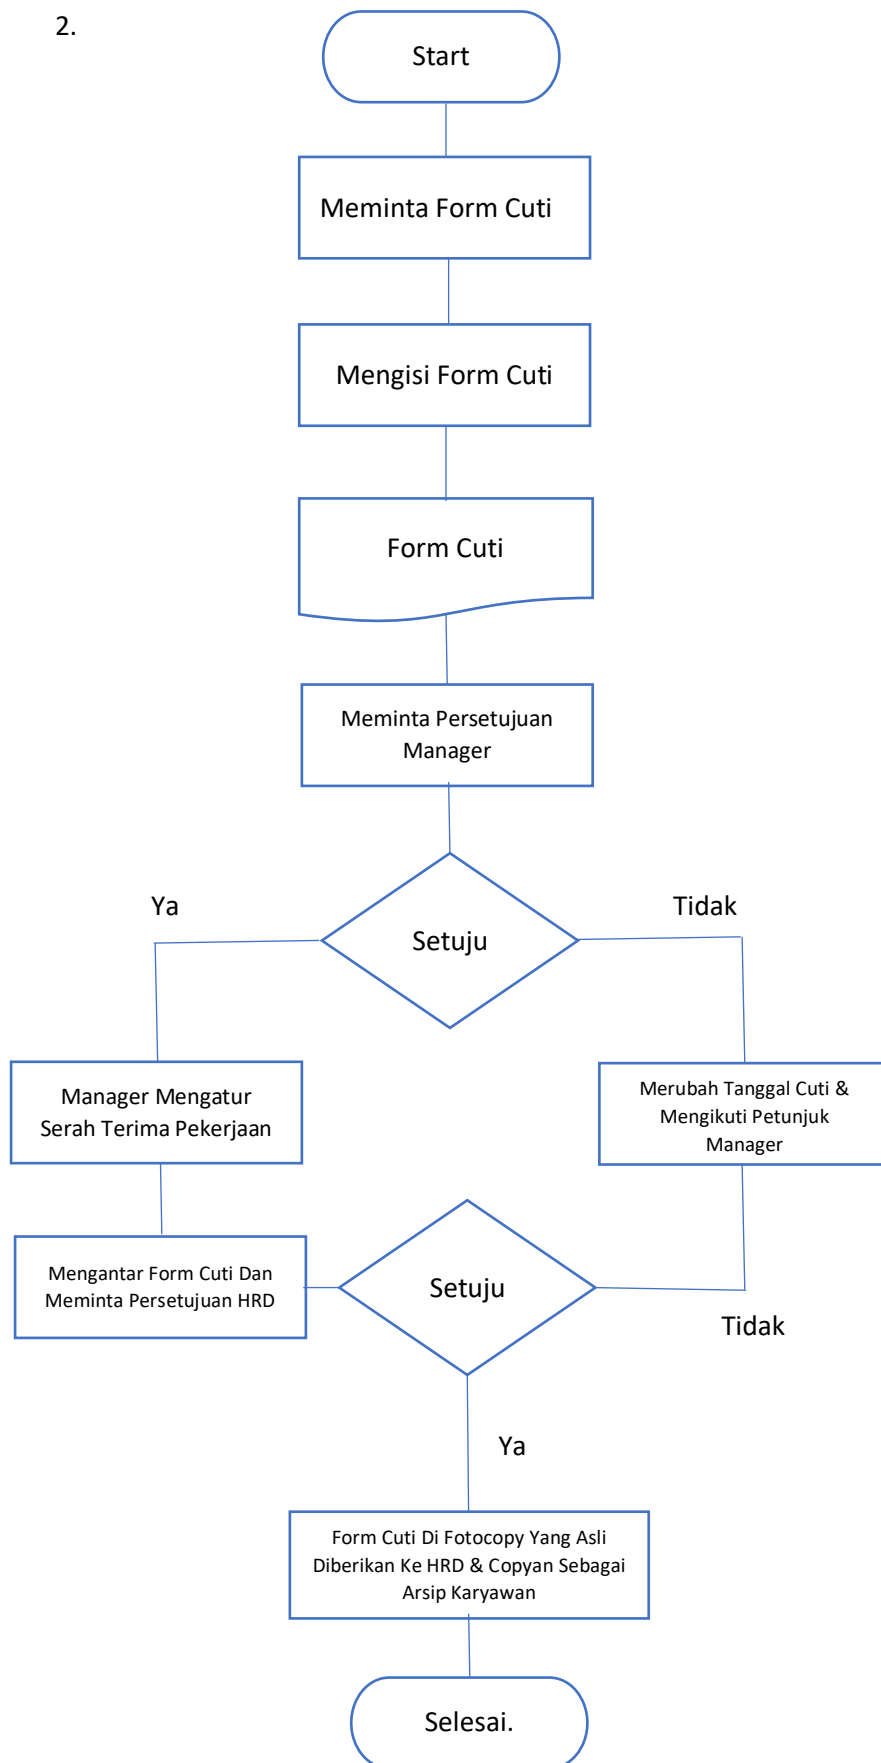 2.
Start
Meminta Form Cuti
Mengisi Form Cuti
Form Cuti
Meminta Persetujuan
Manager
Ya
Tidak
Setuju
Manager Mengatur
Serah Terima Pekerjaan
Merubah Tanggal Cuti &
Mengikuti Petunjuk
Manager
Mengantar Form Cuti Dan
Meminta Persetujuan HRD
Setuju
Tidak
Ya
Form Cuti Di Fotocopy Yang Asli
Diberikan Ke HRD & Copyan Sebagai
Arsip Karyawan
Selesai.